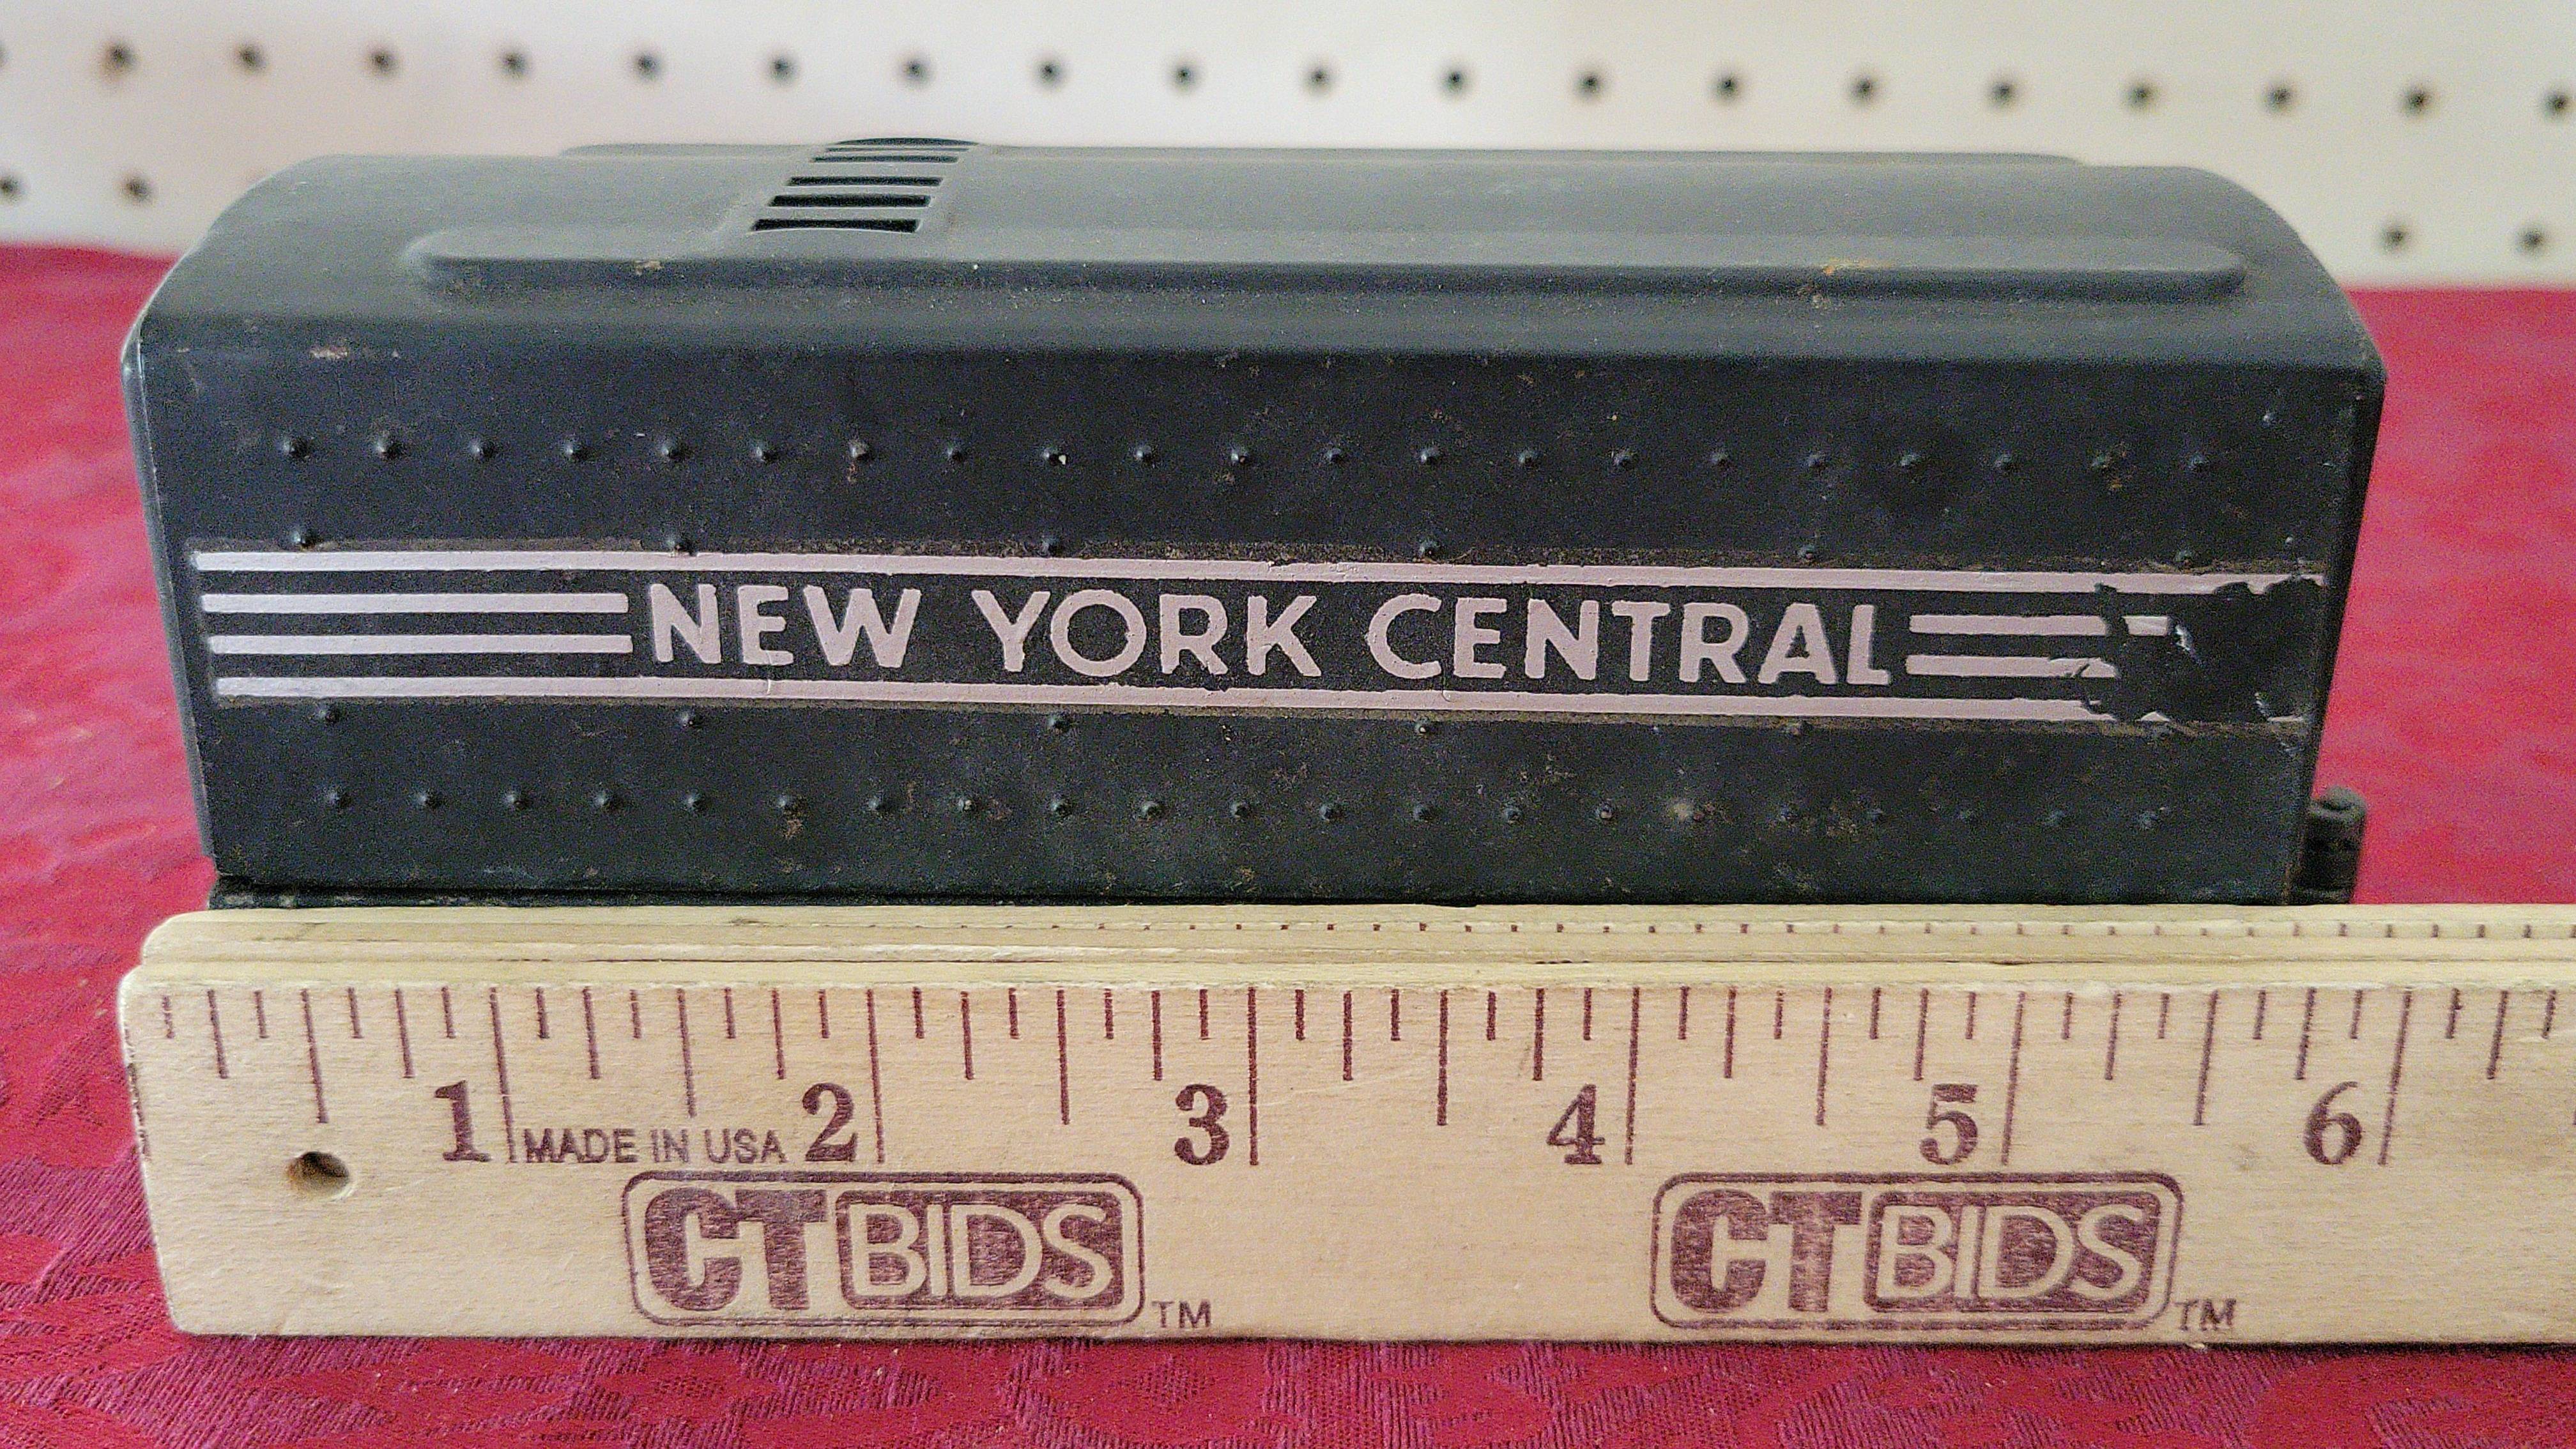 NEW YORK CENTRAL
1 2 3 4 5 6
MADE IN USA
CTBIDS™ CTBIDS™